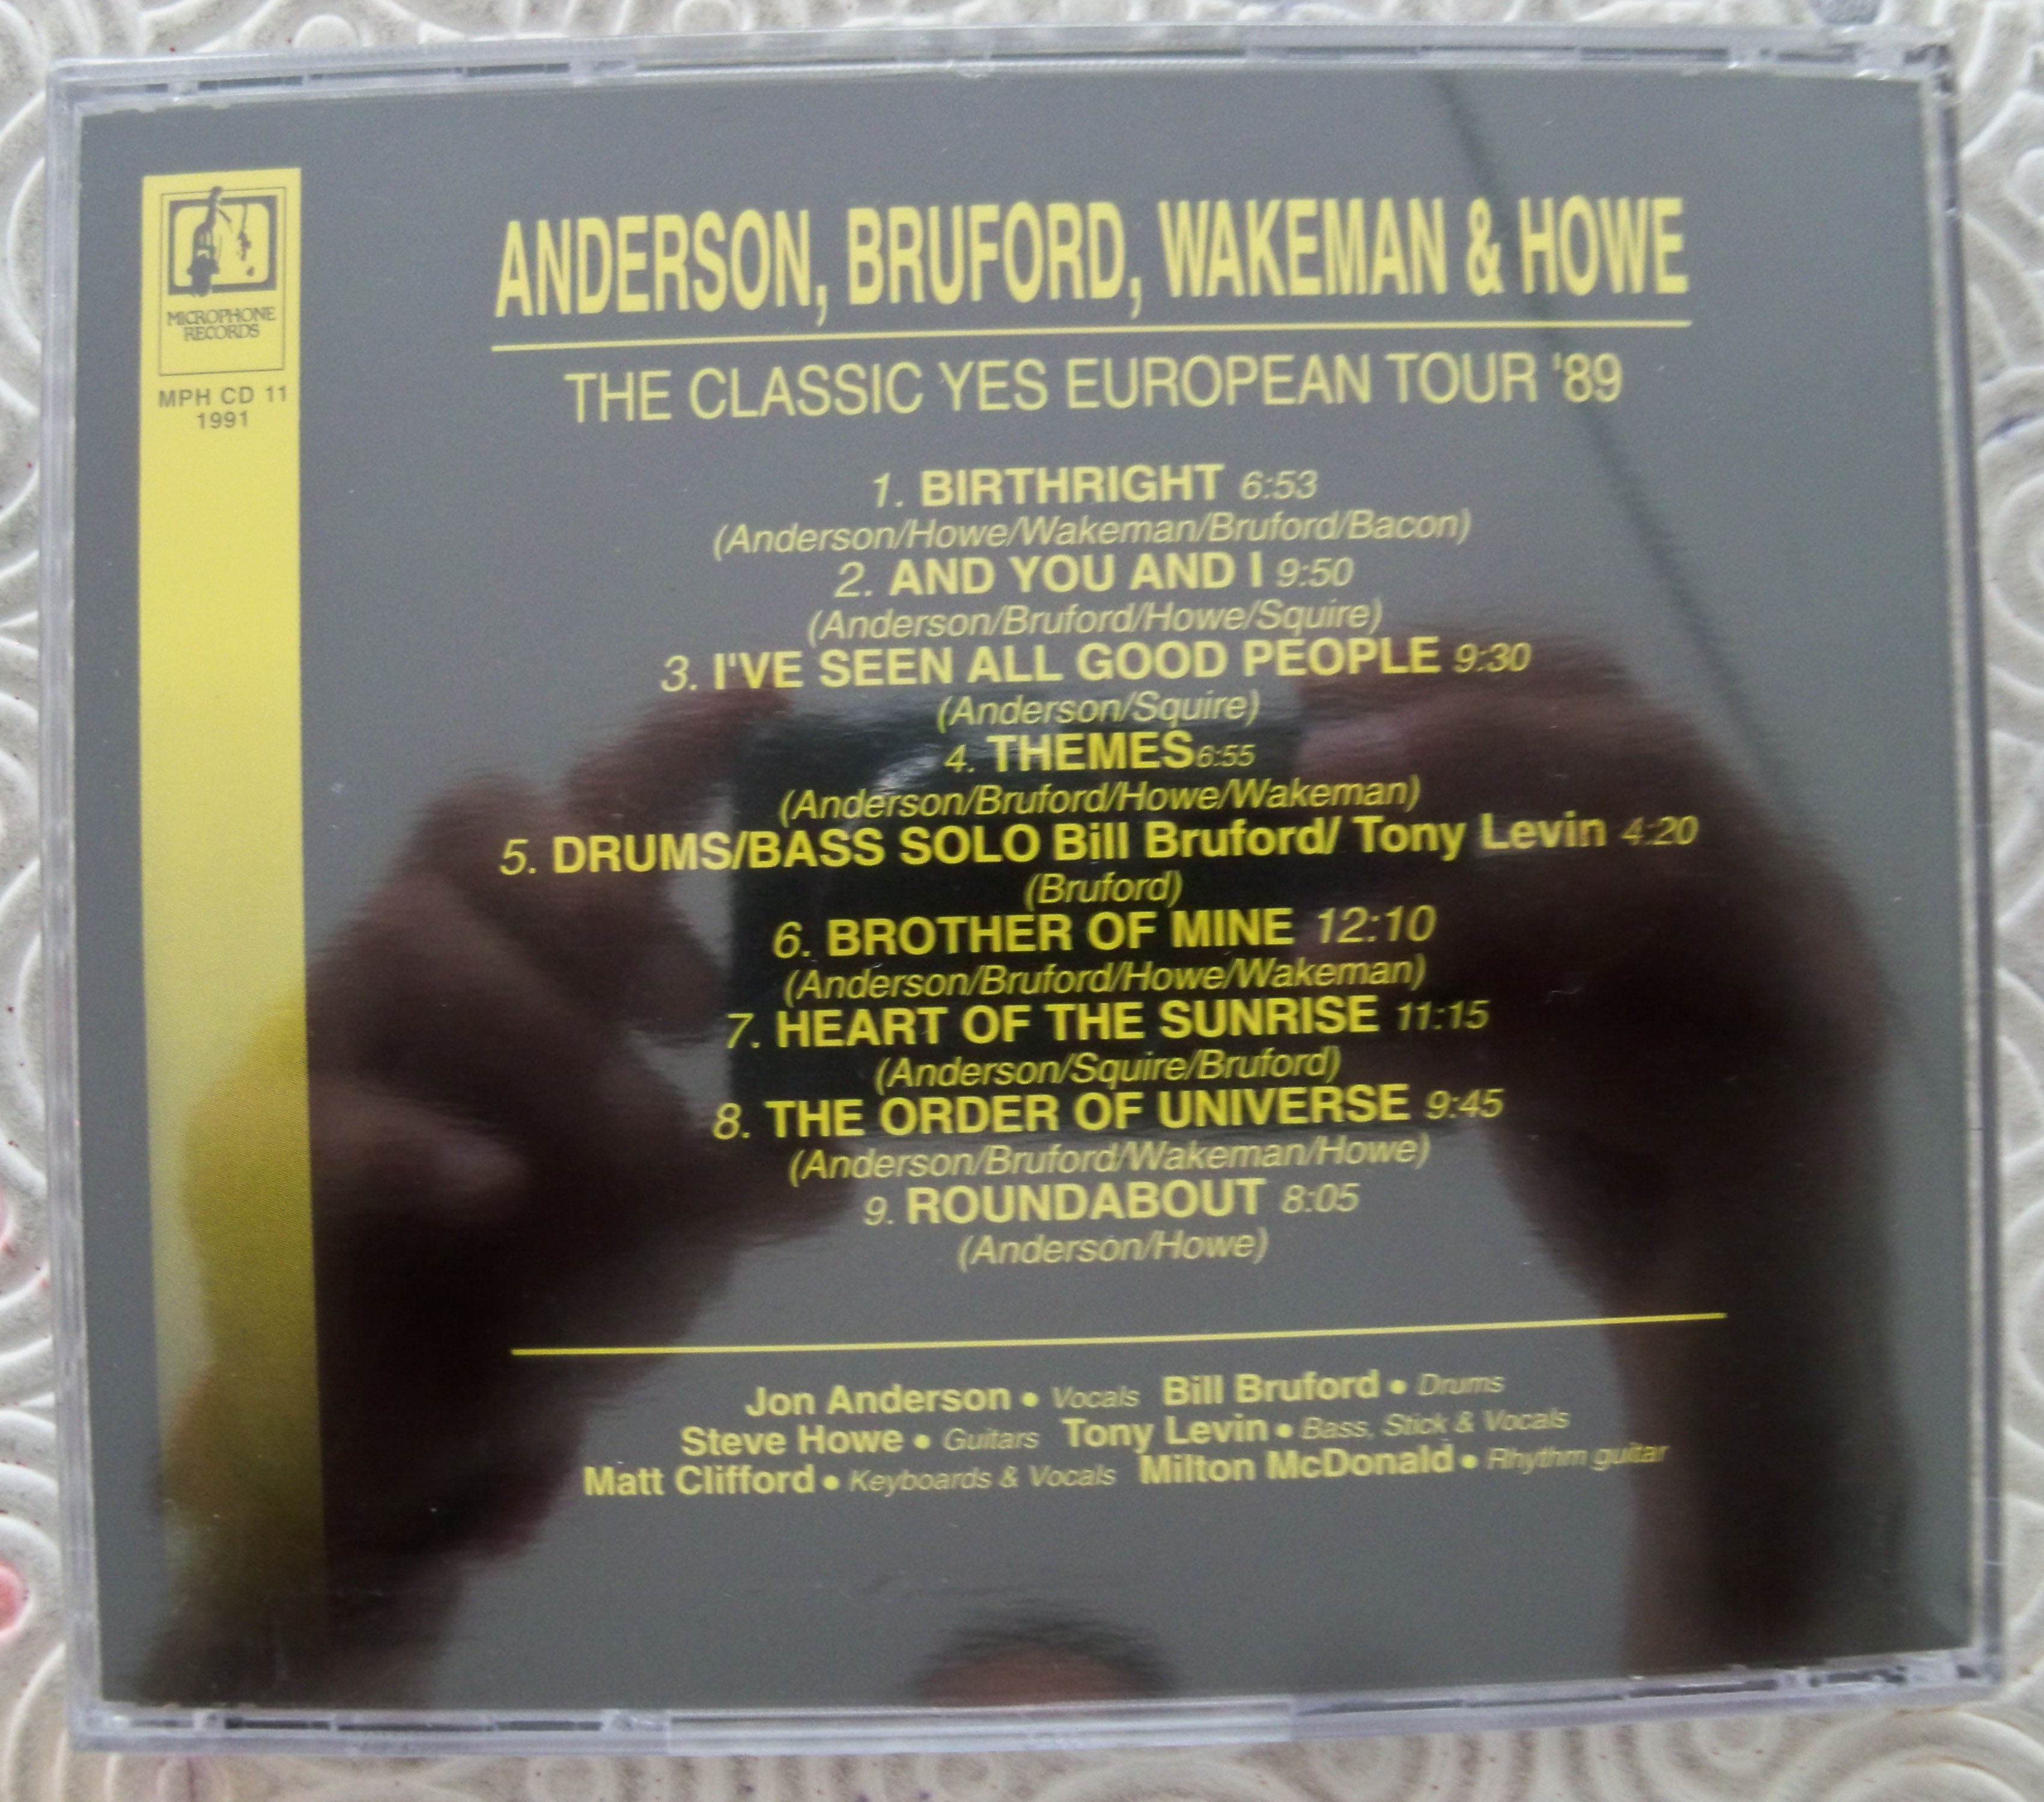 MICROPHONE
RECORDS
MPH CD 11
1991
ANDERSON, BRUFORD, WAKEMAN & HOWE
THE CLASSIC YES EUROPEAN TOUR '89
1. BIRTHRIGHT 6:53
(Anderson/Howe/Wakeman/Bruford/Bacon)
2. AND YOU AND I 9:50
(Anderson/Bruford/Howe/Squire)
3. I'VE SEEN ALL GOOD PEOPLE 9:30
(Anderson/Squire)
4. THEMES 6:55
(Anderson/Bruford/Howe/Wakeman)
5. DRUMS/BASS SOLO Bill Bruford/ Tony Levin 4:20
(Bruford)
6. BROTHER OF MINE 12:10
(Anderson/Bruford/Howe/Wakeman)
7. HEART OF THE SUNRISE 11:15
(Anderson/Squire/Bruford)
8. THE ORDER OF UNIVERSE 9:45
(Anderson/Bruford/Wakeman/Howe)
9. ROUNDABOUT 8:05
(Anderson/Howe)
Jon Anderson • Vocals Bill Bruford • Drums
Steve Howe • Guitars Tony Levin • Bass, Stick & Vocals
Matt Clifford • Keyboards & Vocals Milton McDonald • Rhythm guitar